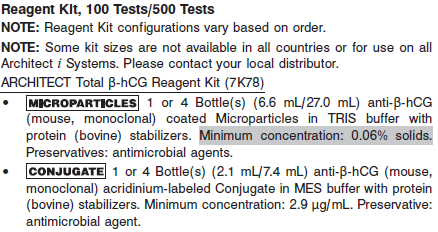 Reagent Kit, 100 Tests/500 Tests
NOTE: Reagent Kit configurations vary based on order.
NOTE: Some kit sizes are not available in all countries or for use on all
Architect i Systems. Please contact your local distributor.
ARCHITECT Total β-hCG Reagent Kit (7K78)
• MICROPARTICLES 1 or 4 Bottle(s) (6.6 mL/27.0 mL) anti-β-hCG
(mouse, monoclonal) coated Microparticles in TRIS buffer with
protein (bovine) stabilizers. Minimum concentration: 0.06% solids.
Preservatives: antimicrobial agents.
• CONJUGATE 1 or 4 Bottle(s) (2.1 mL/7.4 mL) anti-β-hCG (mouse,
monoclonal) acridinium-labeled Conjugate in MES buffer with protein
(bovine) stabilizers. Minimum concentration: 2.9 μg/mL. Preservative:
antimicrobial agent.